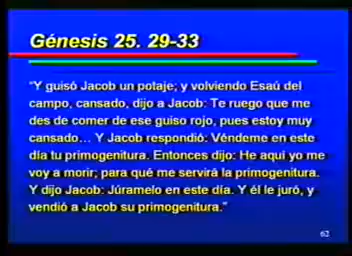 Génesis 25. 29-33
"Y guisó Jacob un potaje; y volviendo Esaú del
campo, cansado, dijo a Jacob: Te ruego que me
des de comer de ese guiso rojo, pues estoy muy
cansado... Y Jacob respondió: Véndeme en este
día tu primogenitura. Entonces dijo: He aquí yo me
voy a morir; para qué me servirá la primogenitura.
Y dijo Jacob: Júramelo en este día. Y él le juró, y
vendió a Jacob su primogenitura."
62